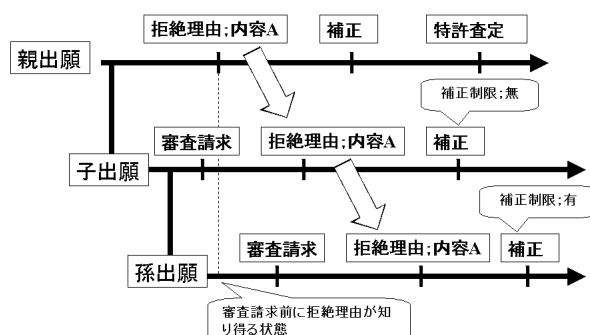 拒絶理由;内容A
補正
特許査定
親出願
補正制限;無
審査請求
拒絶理由;内容A
補正
子出願
補正制限;有
審査請求
拒絶理由;内容A
補正
孫出願
審査請求前に拒絶理由が知
り得る状態